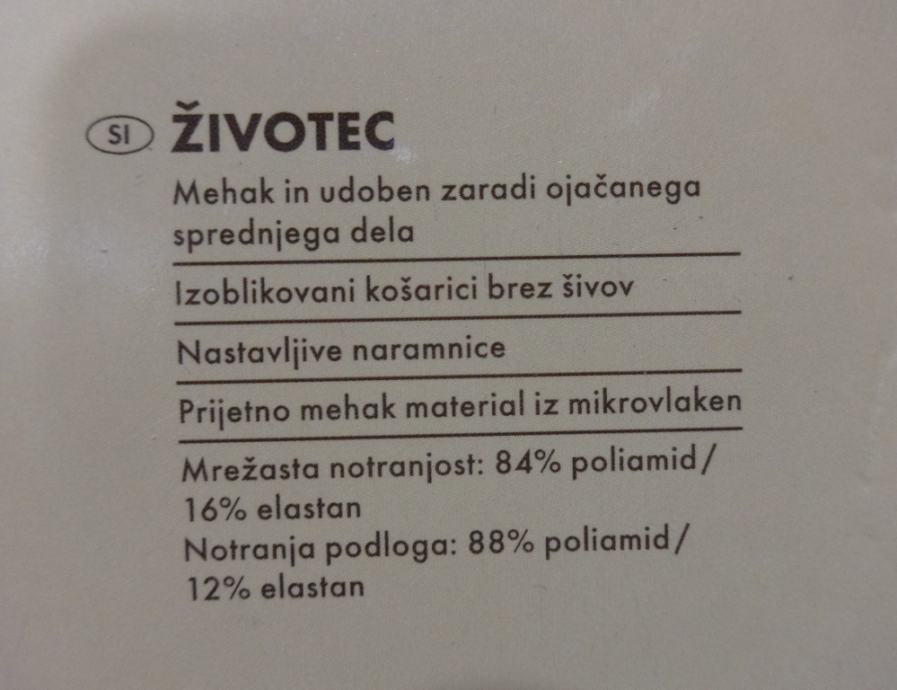 SI ŽIVOTEC
Mehak in udoben zaradi ojačanega
sprednjega dela
Izoblikovani košarici brez šivov
Nastavljive naramnice
Prijetno mehak material iz mikrovlaken
Mrežasta notranjost: 84% poliamid/
16% elastan
Notranja podloga: 88% poliamid/
12% elastan